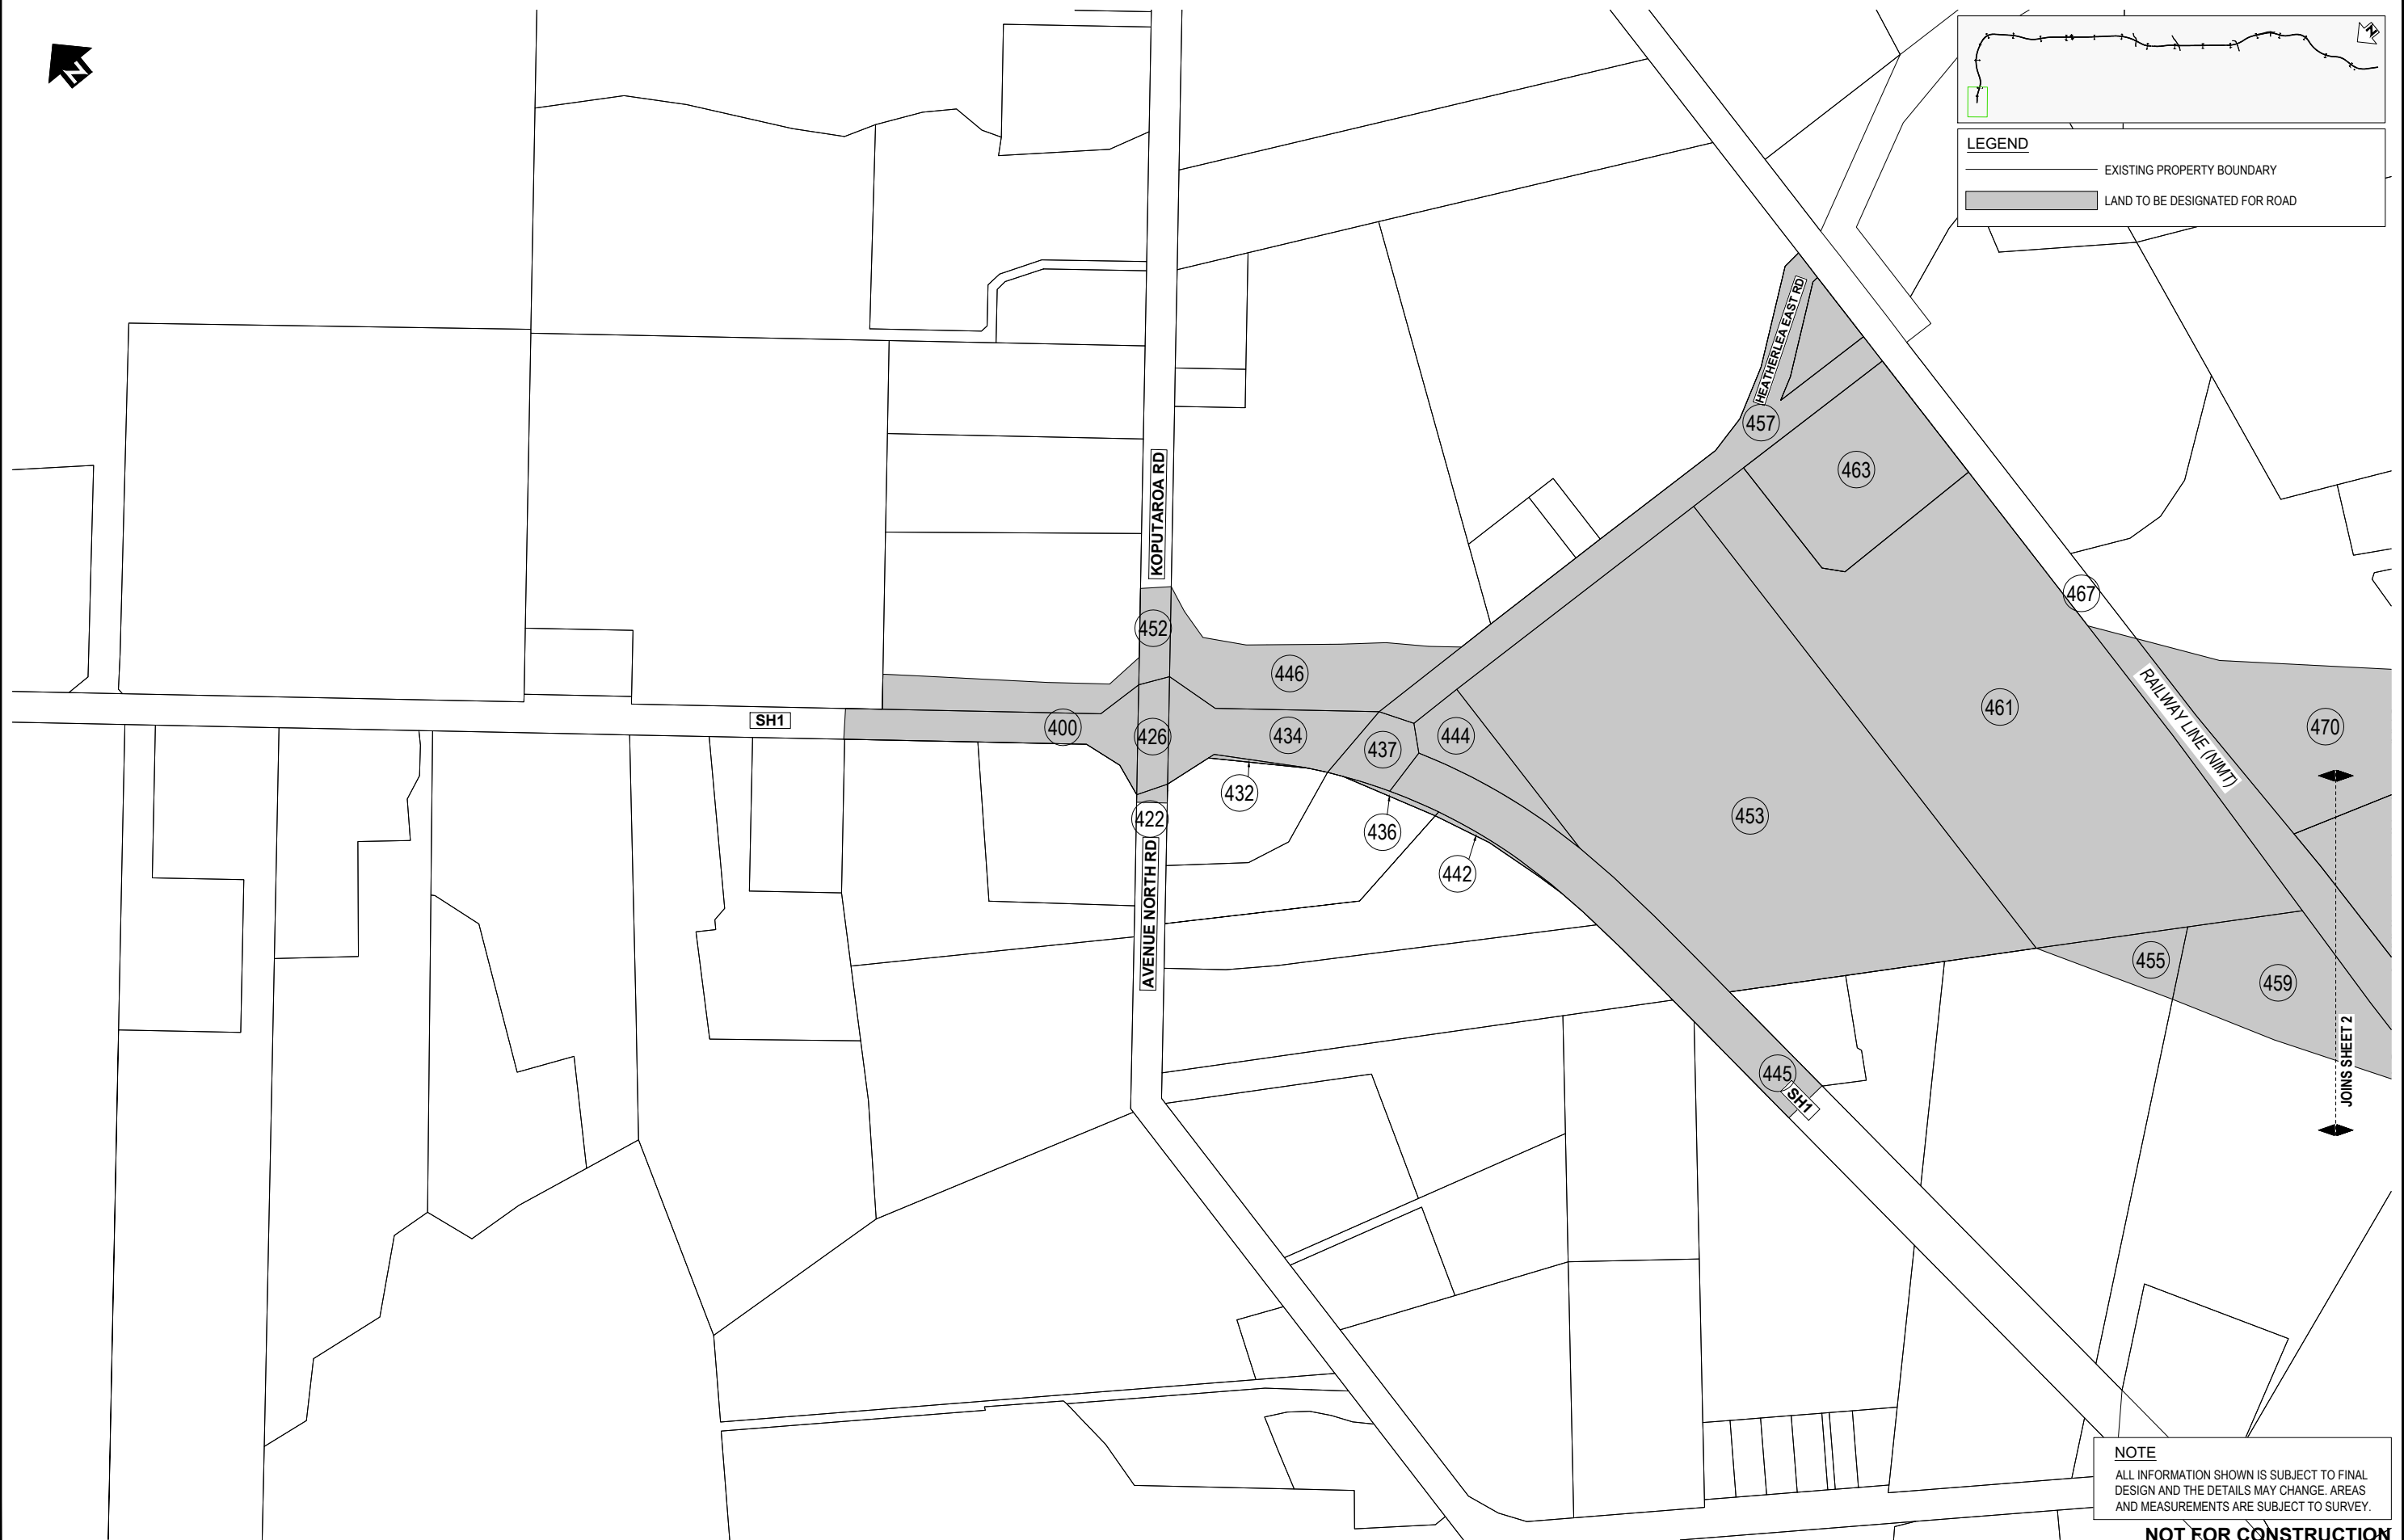 N
N
LEGEND
EXISTING PROPERTY BOUNDARY
LAND TO BE DESIGNATED FOR ROAD
HEATHERLEA EAST RD
457
463
KOPUTAROA RD
467
452
446
RAILWAY LINE (NIMT)
461
470
SH1
400
426
434
437
444
432
422
436
453
442
AVENUE NORTH RD
455
459
445
SH1
JOINS SHEET 2
NOTE
ALL INFORMATION SHOWN IS SUBJECT TO FINAL
DESIGN AND THE DETAILS MAY CHANGE. AREAS
AND MEASUREMENTS ARE SUBJECT TO SURVEY.
NOT FOR CONSTRUCTION